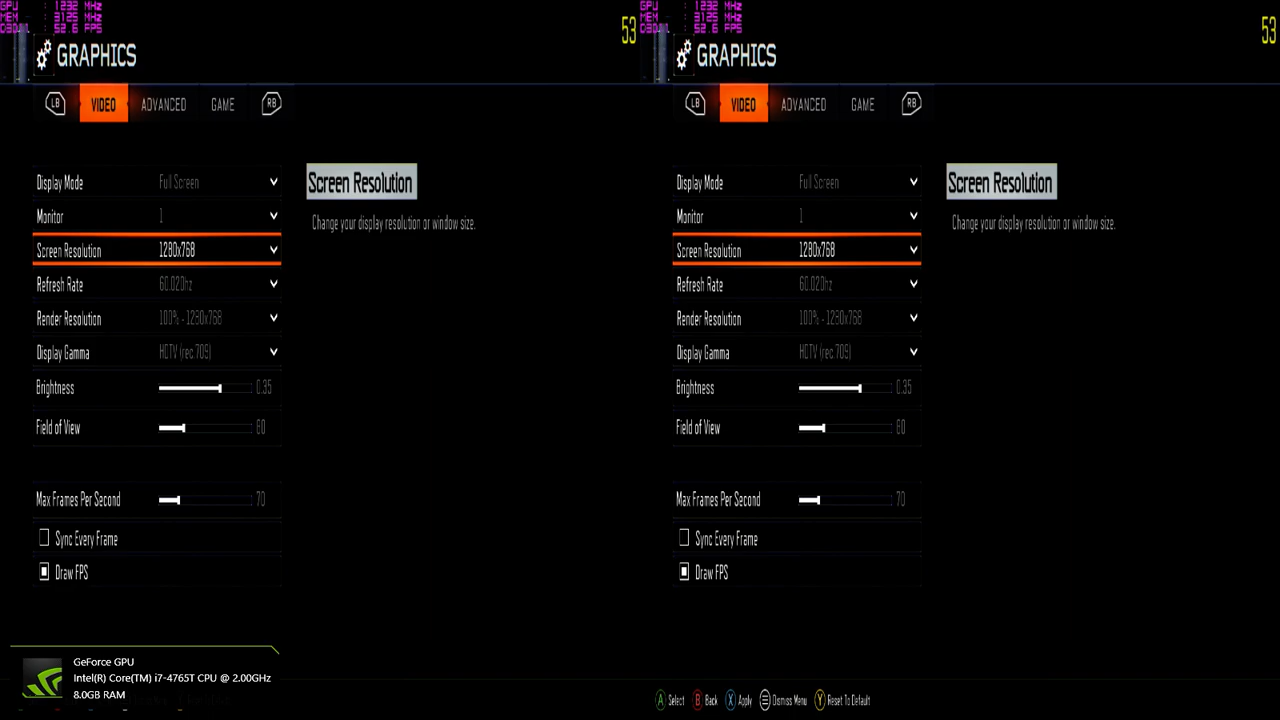 GPU : 1232 MHz
MEM : 3125 MHz
52.6 FPS
53
GRAPHICS
LB VIDEO ADVANCED GAME RB
Display Mode Full Screen
Monitor 1
Screen Resolution 1280x768
Refresh Rate 60.020hz
Render Resolution 100% - 1280x768
Display Gamma HDTV (rec 709)
Brightness 0.35
Field of View 60
Max Frames Per Second 70
Sync Every Frame
Draw FPS
Screen Resolution
Change your display resolution or window size.
GeForce GPU
Intel(R) Core(TM) i7-4765T CPU @ 2.00GHz
8.0GB RAM
GPU : 1232 MHz
MEM : 3125 MHz
52.6 FPS
53
GRAPHICS
LB VIDEO ADVANCED GAME RB
Display Mode Full Screen
Monitor 1
Screen Resolution 1280x768
Refresh Rate 60.020hz
Render Resolution 100% - 1280x768
Display Gamma HDTV (rec 709)
Brightness 0.35
Field of View 60
Max Frames Per Second 70
Sync Every Frame
Draw FPS
Screen Resolution
Change your display resolution or window size.
A Select B Back X Apply Dismiss Menu Y Reset To Default